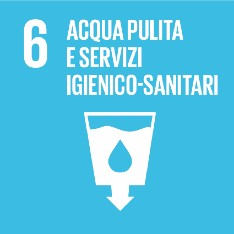 6 ACQUA PULITA
E SERVIZI
IGIENICO-SANITARI